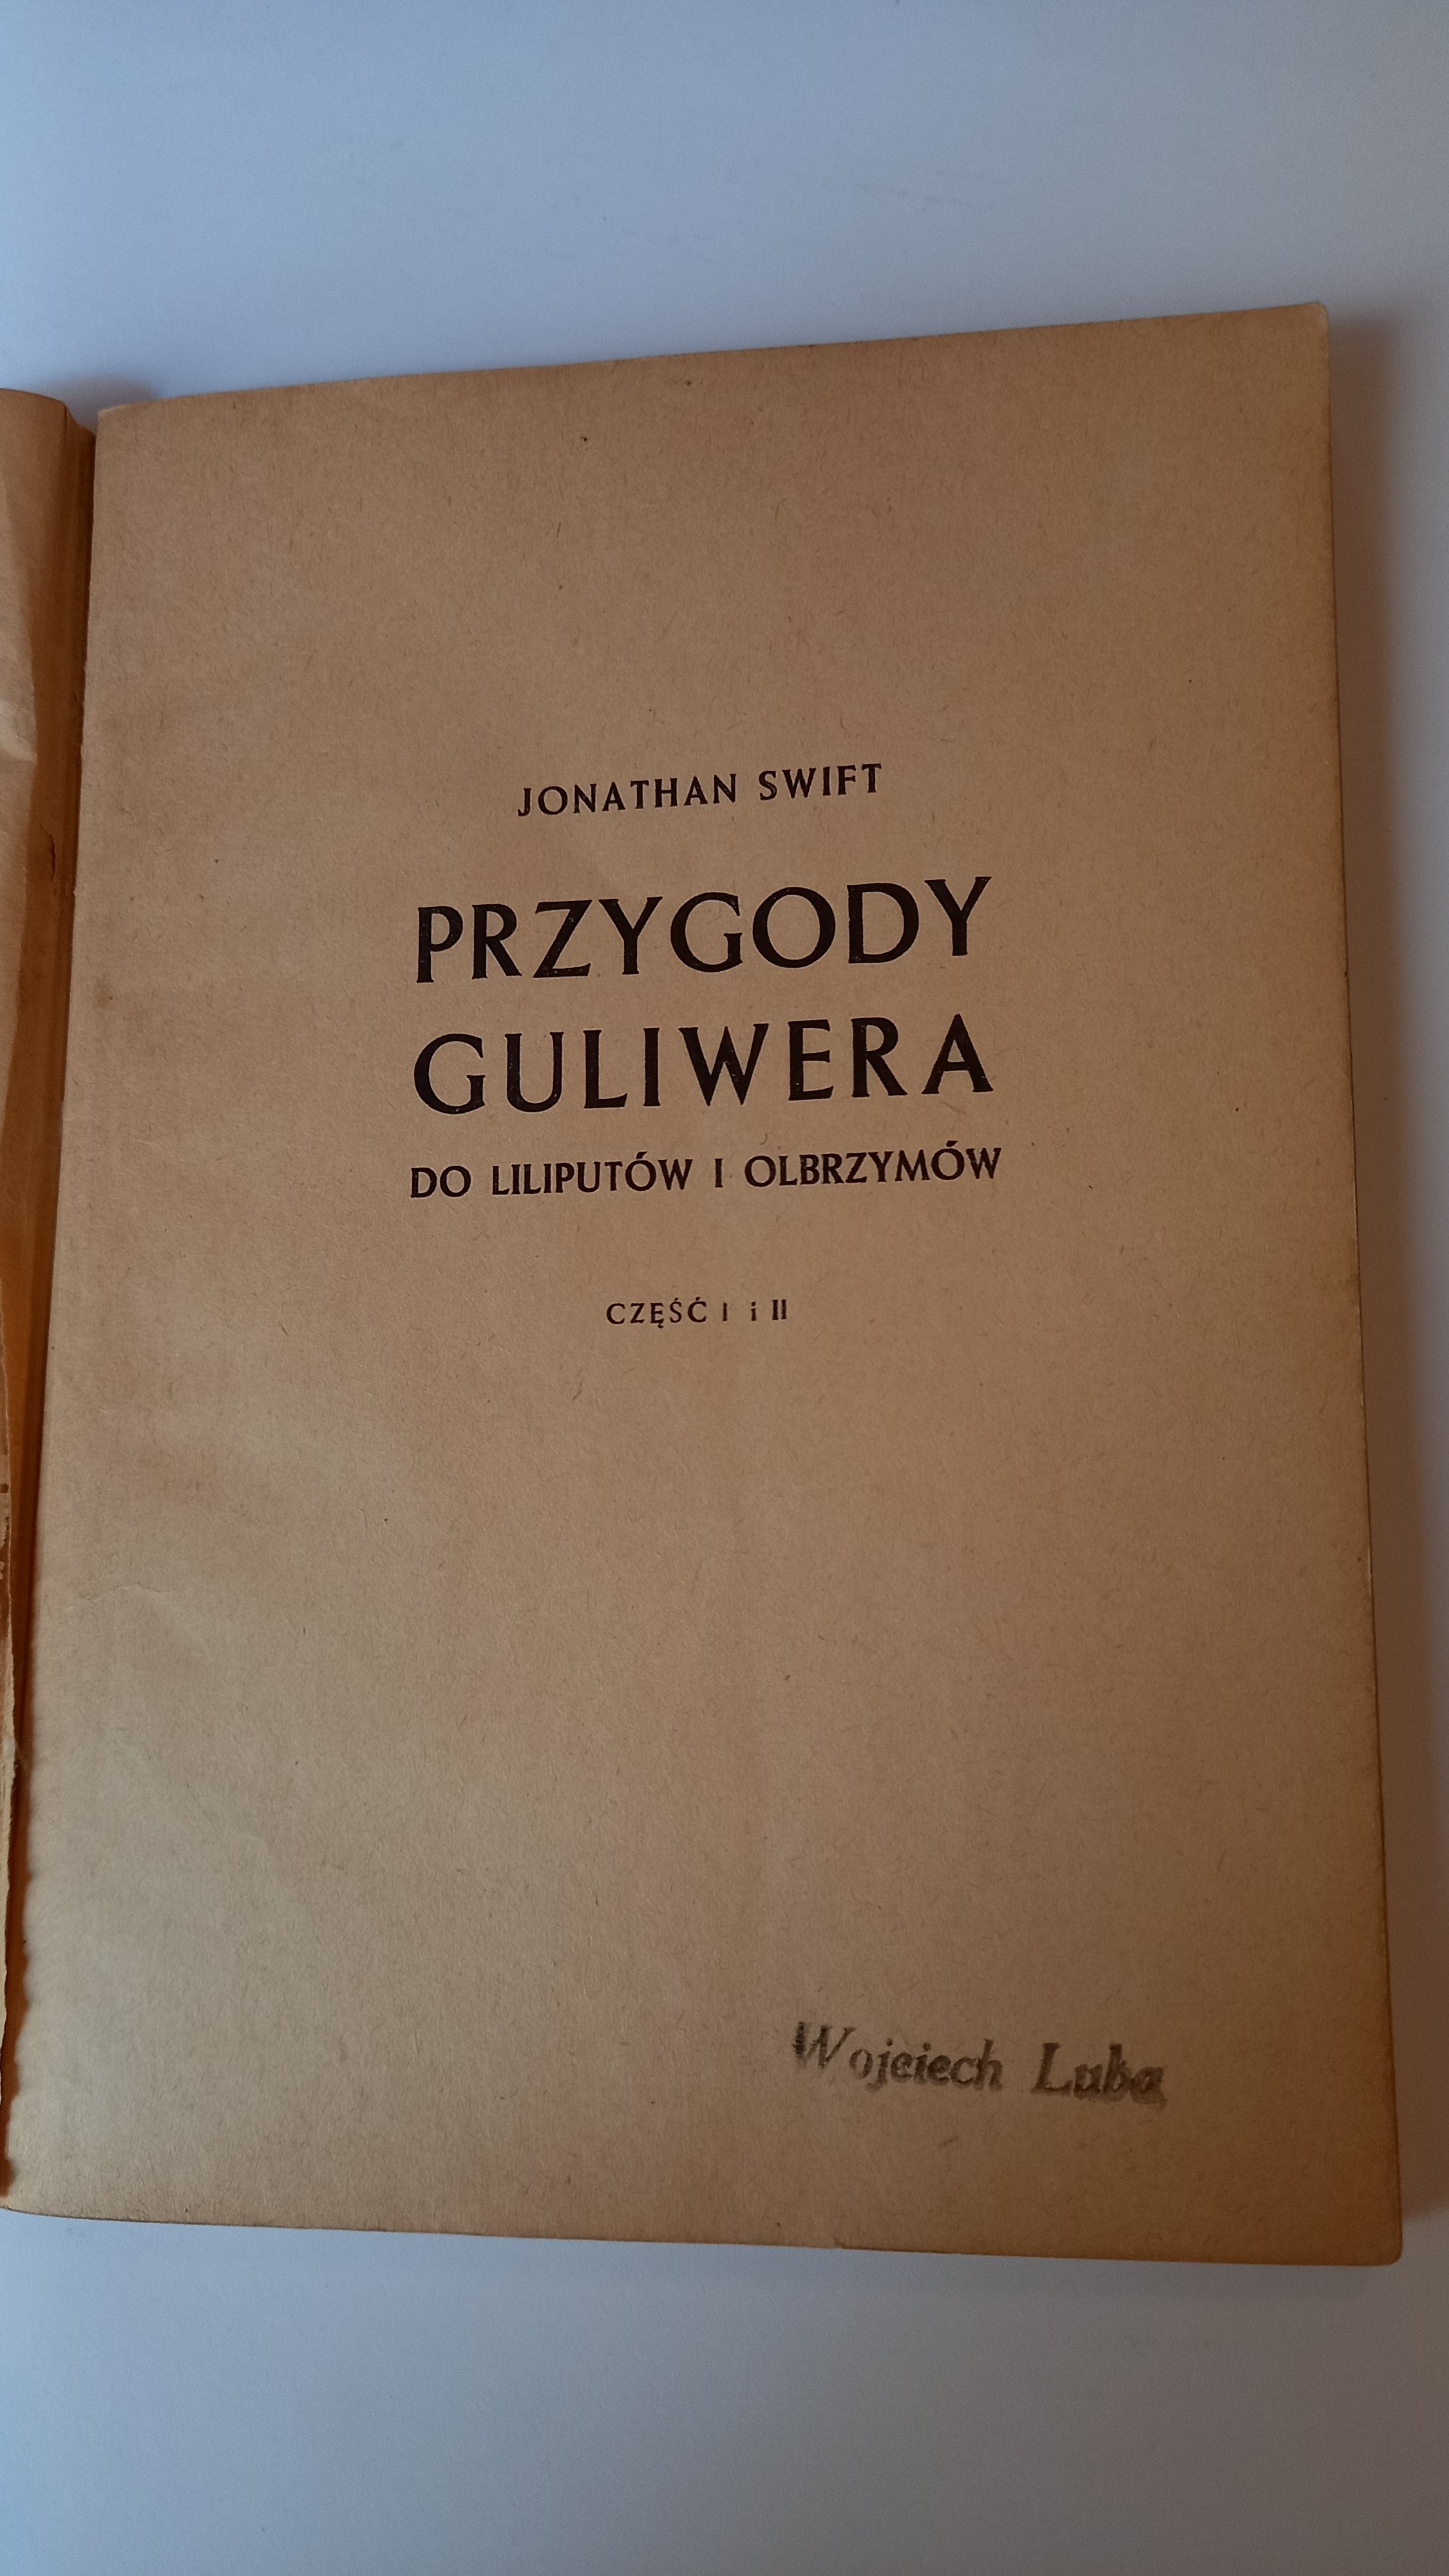 JONATHAN SWIFT
PRZYGODY
GULIWERA
DO LILIPUTÓW I OLBRZYMÓW
CZĘŚĆ I i II
Wojciech Luba